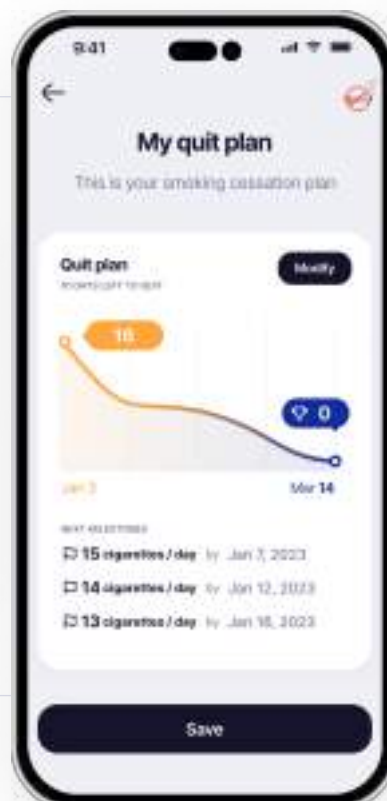 9:41
My quit plan
This is your smoking cessation plan
Quit plan
Modify
16
0
Jan 3
Mar 14
NEXT MILESTONES
15 cigarettes / day by Jan 7, 2023
14 cigarettes / day by Jan 12, 2023
13 cigarettes / day by Jan 16, 2023
Save